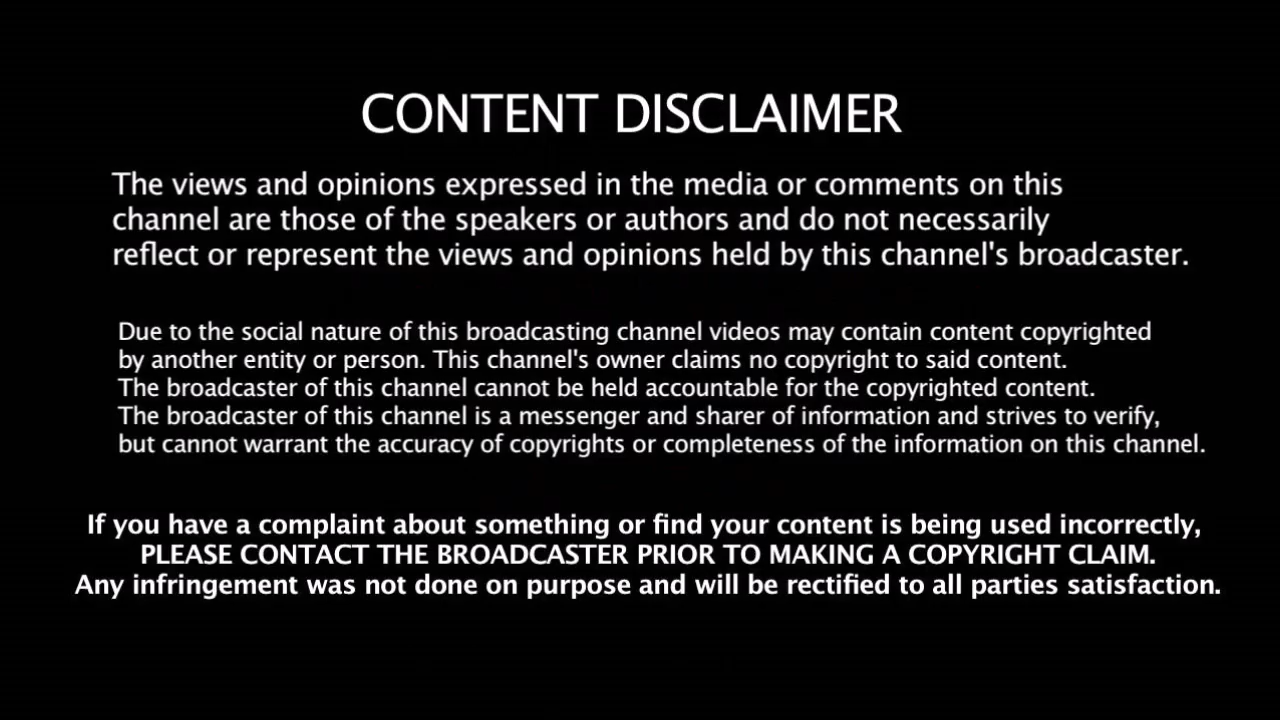 CONTENT DISCLAIMER
The views and opinions expressed in the media or comments on this
channel are those of the speakers or authors and do not necessarily
reflect or represent the views and opinions held by this channel's broadcaster.
Due to the social nature of this broadcasting channel videos may contain content copyrighted
by another entity or person. This channel's owner claims no copyright to said content.
The broadcaster of this channel cannot be held accountable for the copyrighted content.
The broadcaster of this channel is a messenger and sharer of information and strives to verify,
but cannot warrant the accuracy of copyrights or completeness of the information on this channel.
If you have a complaint about something or find your content is being used incorrectly,
PLEASE CONTACT THE BROADCASTER PRIOR TO MAKING A COPYRIGHT CLAIM.
Any infringement was not done on purpose and will be rectified to all parties satisfaction.